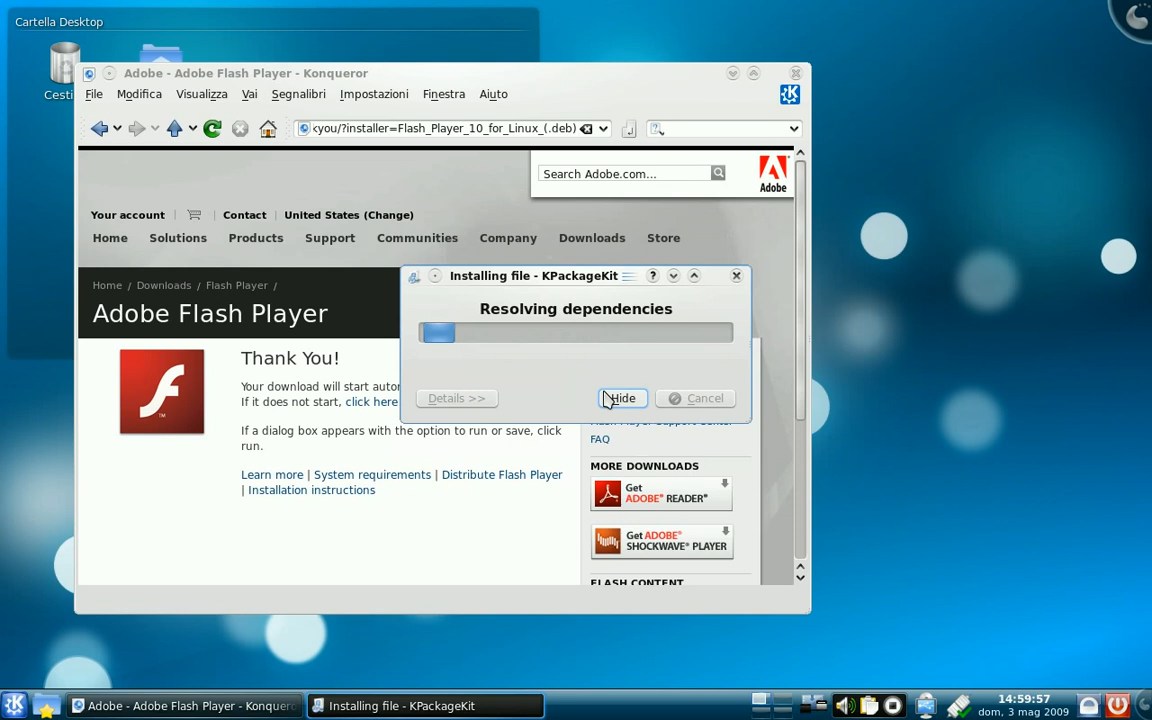 Cartella Desktop
Adobe - Adobe Flash Player - Konqueror
File Modifica Visualizza Vai Segnalibri Impostazioni Finestra Aiuto
you/?installer=Flash_Player_10_for_Linux_(.deb)
Search Adobe.com...
Adobe
Your account Contact United States (Change)
Home Solutions Products Support Communities Company Downloads Store
Home / Downloads / Flash Player /
Adobe Flash Player
Installing file - KPackageKit
Resolving dependencies
Details >> Hide Cancel
Thank You!
Your download will start
If it does not start, click here
If a dialog box appears with the option to run or save, click
run.
Learn more | System requirements | Distribute Flash Player
| Installation instructions
FAQ
MORE DOWNLOADS
Get
ADOBE® READER®
Get ADOBE®
SHOCKWAVE® PLAYER
FLASH CONTENT
Adobe - Adobe Flash Player - Konquero
Installing file - KPackageKit
14:59:57
dom, 3 mag 2009